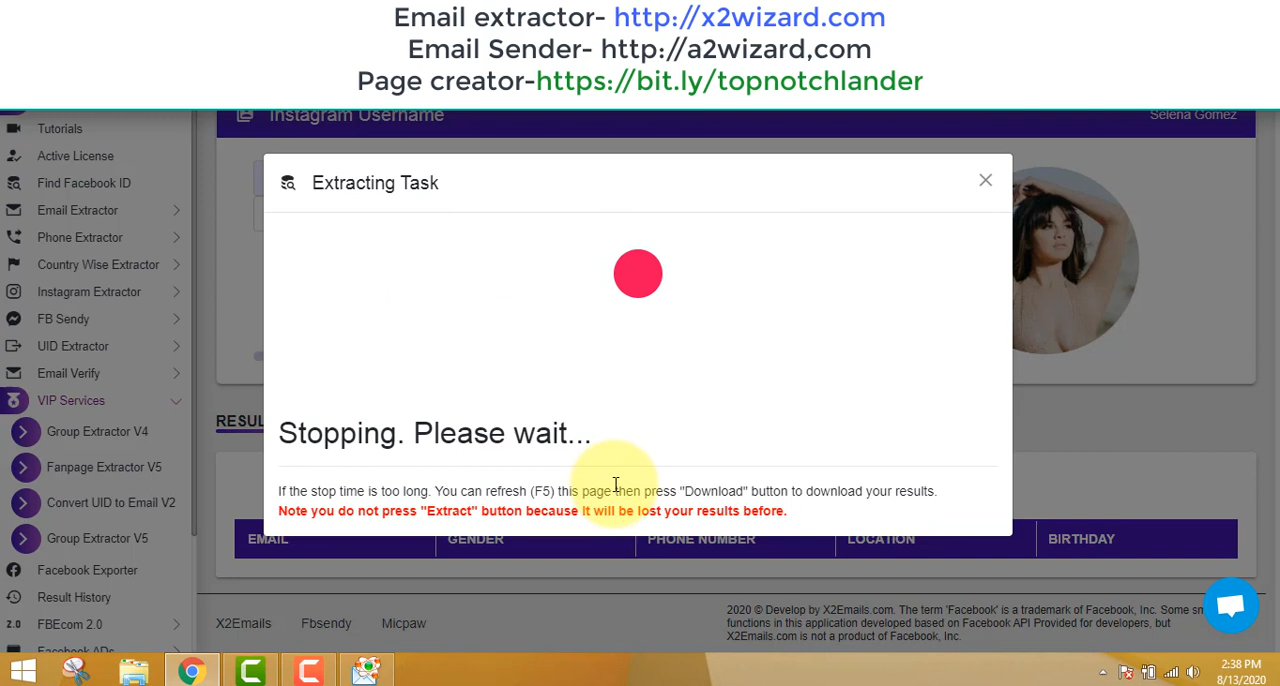 Email extractor- http://x2wizard.com
Email Sender- http://a2wizard,com
Page creator-https://bit.ly/topnotchlander
Instagram Username
Selena Gomez
Tutorials
Active License
Find Facebook ID
Email Extractor
Phone Extractor
Country Wise Extractor
Instagram Extractor
FB Sendy
UID Extractor
Email Verify
VIP Services
Group Extractor V4
Fanpage Extractor V5
Convert UID to Email V2
Group Extractor V5
Facebook Exporter
Result History
2.0 FBEcom 2.0
Facebook ADs
Extracting Task
Stopping. Please wait...
If the stop time is too long. You can refresh (F5) this page then press "Download" button to download your results.
Note you do not press "Extract" button because it will be lost your results before.
RESUL
EMAIL GENDER PHONE NUMBER LOCATION BIRTHDAY
X2Emails Fbsendy Micpaw
2020 © Develop by X2Emails.com. The term 'Facebook' is a trademark of Facebook, Inc. Some sm
functions in this application developed based on Facebook API Provided for developers, but
X2Emails.com is not a product of Facebook, Inc.
2:38 PM
8/13/2020